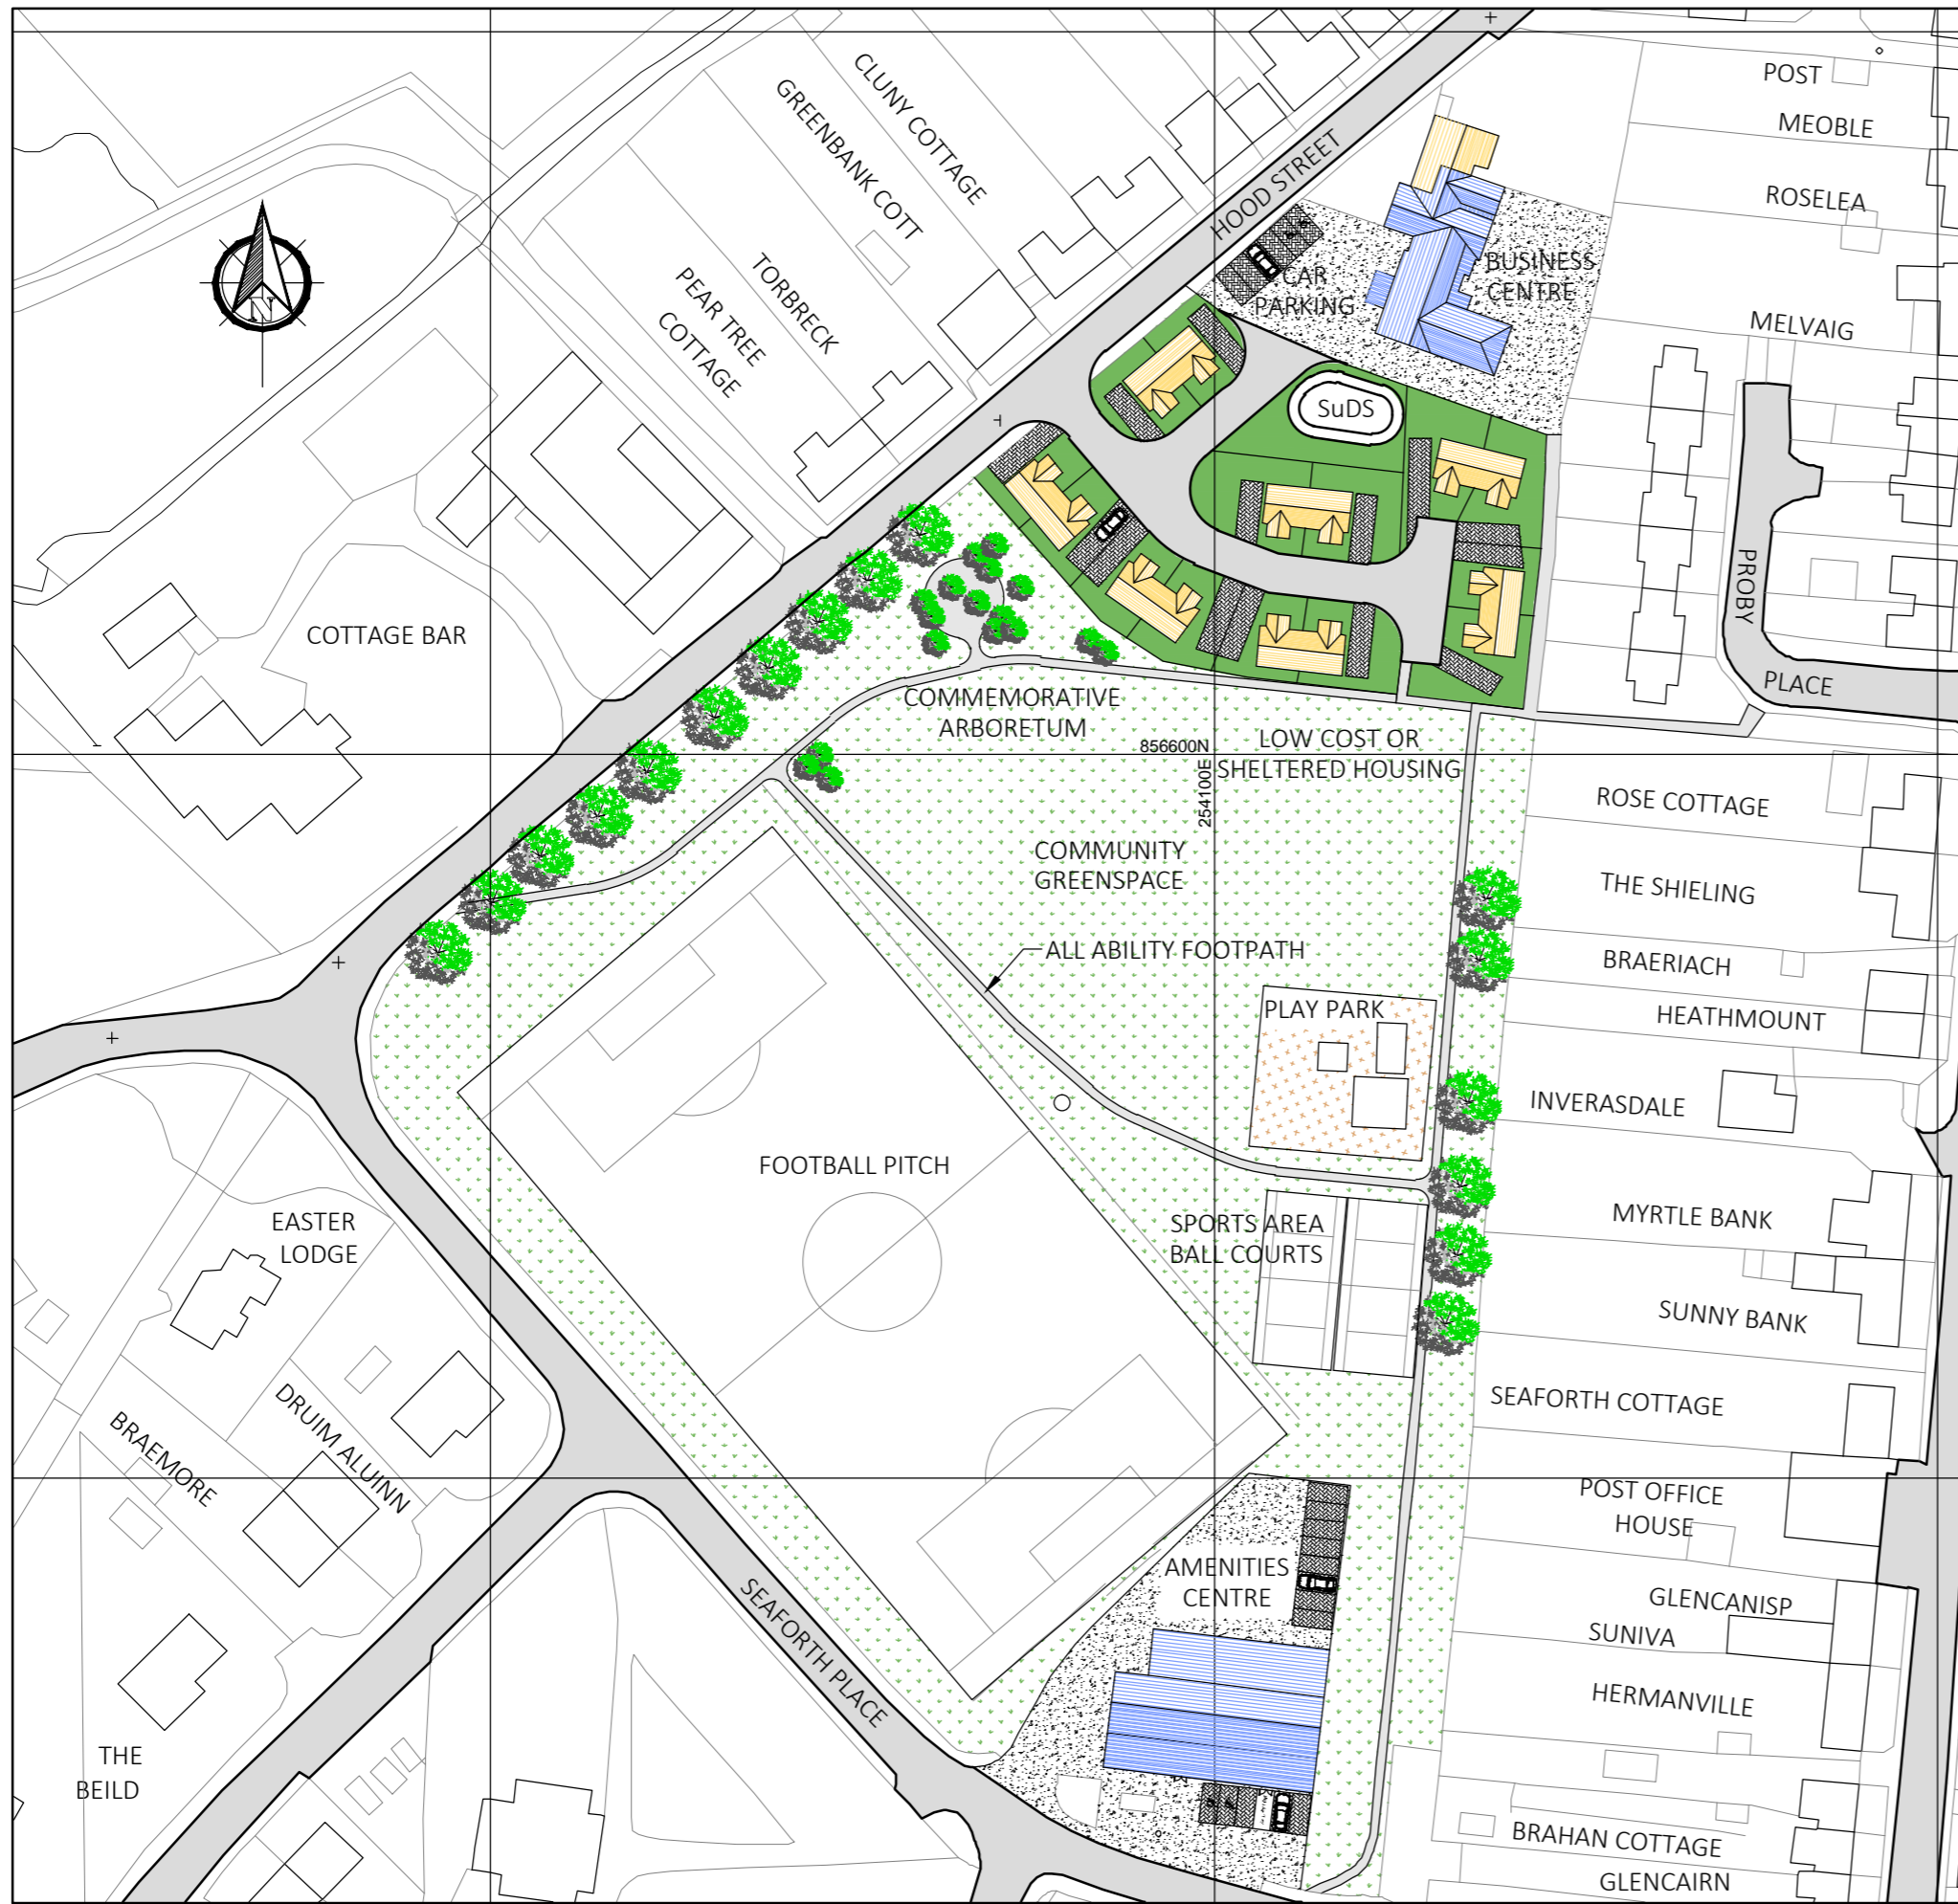 POST
CLUNY COTTAGE
GREENBANK COTT
MEOBLE
HOOD STREET
ROSELEA
TORBRECK
PEAR TREE
COTTAGE
N
CAR
PARKING
BUSINESS
CENTRE
MELVAIG
SuDS
COTTAGE BAR
PROBY
PLACE
COMMEMORATIVE
ARBORETUM
856600N
254100E
LOW COST OR
SHELTERED HOUSING
ROSE COTTAGE
COMMUNITY
GREENSPACE
THE SHIELING
ALL ABILITY FOOTPATH
BRAERIACH
PLAY PARK
HEATHMOUNT
INVERASDALE
FOOTBALL PITCH
EASTER
LODGE
SPORTS AREA
BALL COURTS
MYRTLE BANK
SUNNY BANK
DRUIM ALUINN
BRAEMORE
SEAFORTH COTTAGE
POST OFFICE
HOUSE
AMENITIES
CENTRE
GLENCANISP
SUNIVA
SEAFORTH PLACE
HERMANVILLE
THE
BEILD
BRAHAN COTTAGE
GLENCAIRN